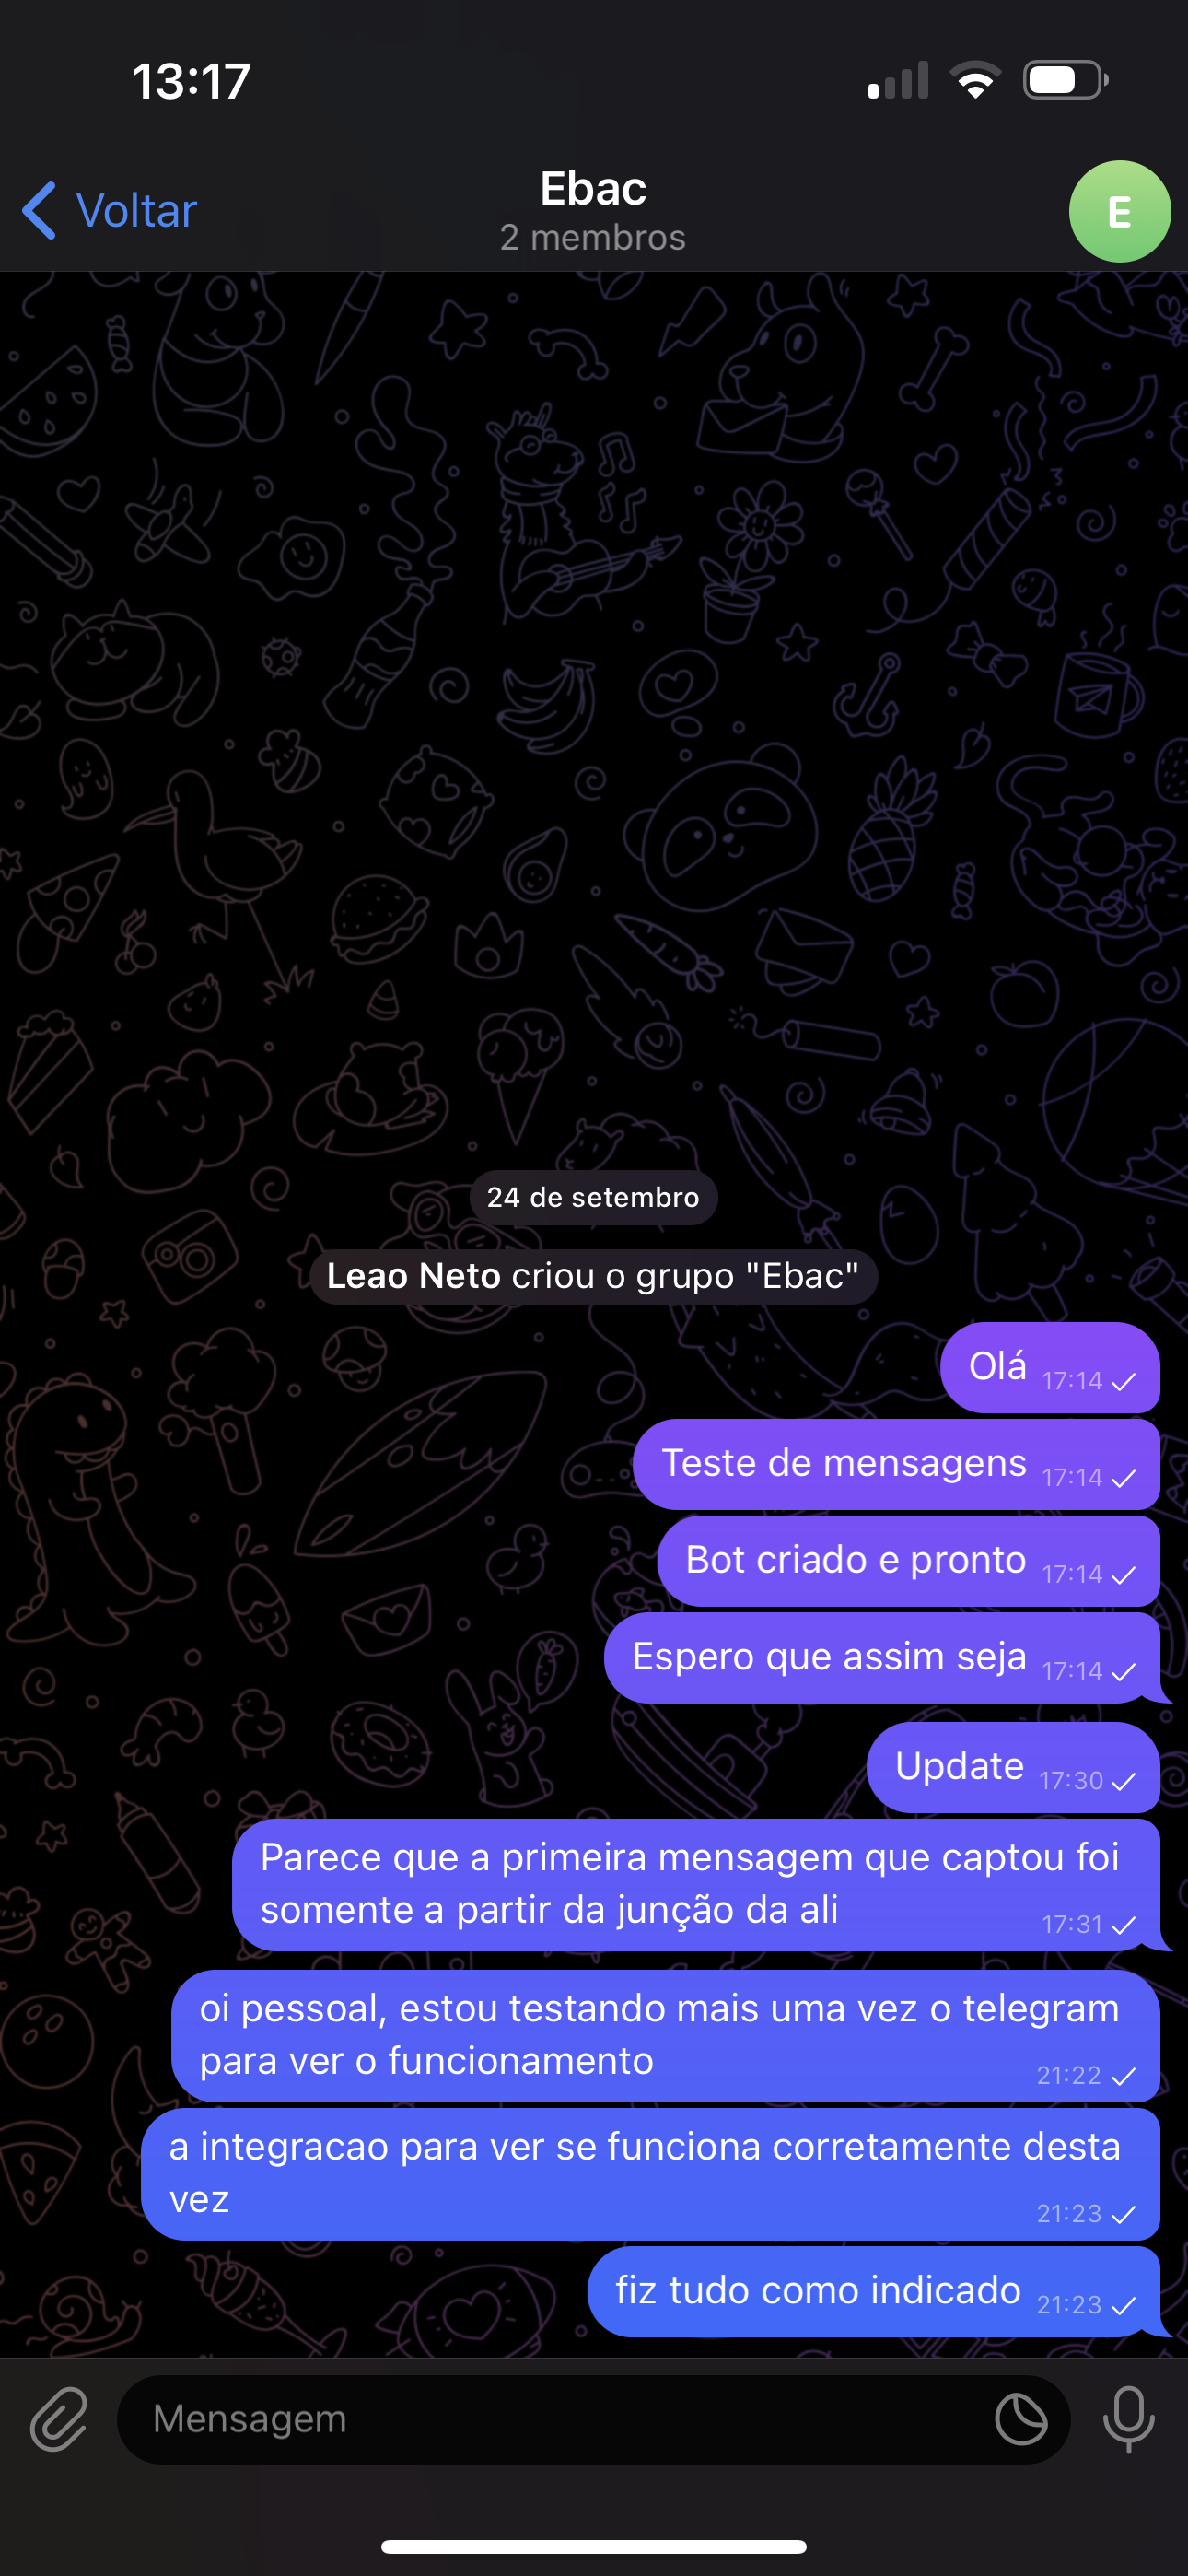 13:17
Voltar
Ebac
2 membros
E
24 de setembro
Leao Neto criou o grupo "Ebac"
Olá 17:14
Teste de mensagens 17:14
Bot criado e pronto 17:14
Espero que assim seja 17:14
Update 17:30
Parece que a primeira mensagem que captou foi
somente a partir da junção da ali 17:31
oi pessoal, estou testando mais uma vez o telegram
para ver o funcionamento 21:22
a integracao para ver se funciona corretamente desta
vez 21:23
fiz tudo como indicado 21:23
Mensagem